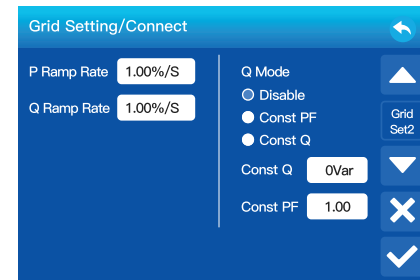 Grid Setting/Connect
P Ramp Rate 1.00%/S
Q Ramp Rate 1.00%/S
Q Mode
Disable
Const PF
Const Q
Const Q 0Var
Const PF 1.00
Grid
Set2